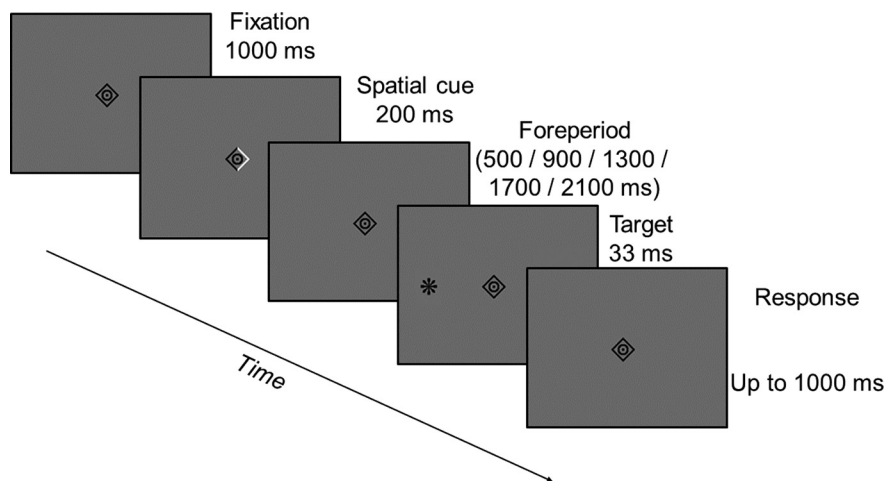 Fixation
1000 ms
Spatial cue
200 ms
Foreperiod
(500 / 900 / 1300 /
1700 / 2100 ms)
Target
33 ms
Response
Up to 1000 ms
Time